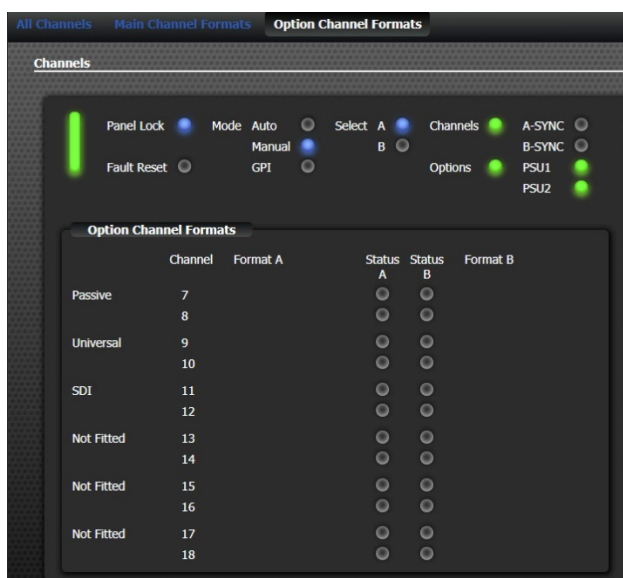 All Channels Main Channel Formats Option Channel Formats
Channels
Panel Lock Mode Auto Select A Channels A-SYNC
Manual B B-SYNC
Fault Reset GPI Options PSU1
PSU2
Option Channel Formats
Channel Format A Status Status Format B
A B
Passive 7
8
Universal 9
10
SDI 11
12
Not Fitted 13
14
Not Fitted 15
16
Not Fitted 17
18